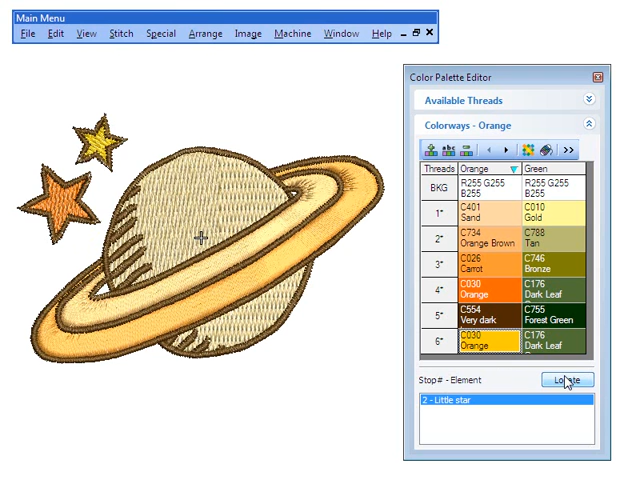 Main Menu
File Edit View Stitch Special Arrange Image Machine Window Help
Color Palette Editor
Available Threads
Colorways - Orange
abc
Threads Orange Green
BKG R255 G255 B255 R255 G255 B255
1* C401 Sand C010 Gold
2* C734 Orange Brown C788 Tan
3* C026 Carrot C746 Bronze
4* C030 Orange C176 Dark Leaf
5* C554 Very dark C755 Forest Green
6* C030 Orange C176 Dark Leaf
Stop# - Element Locate
2 - Little star